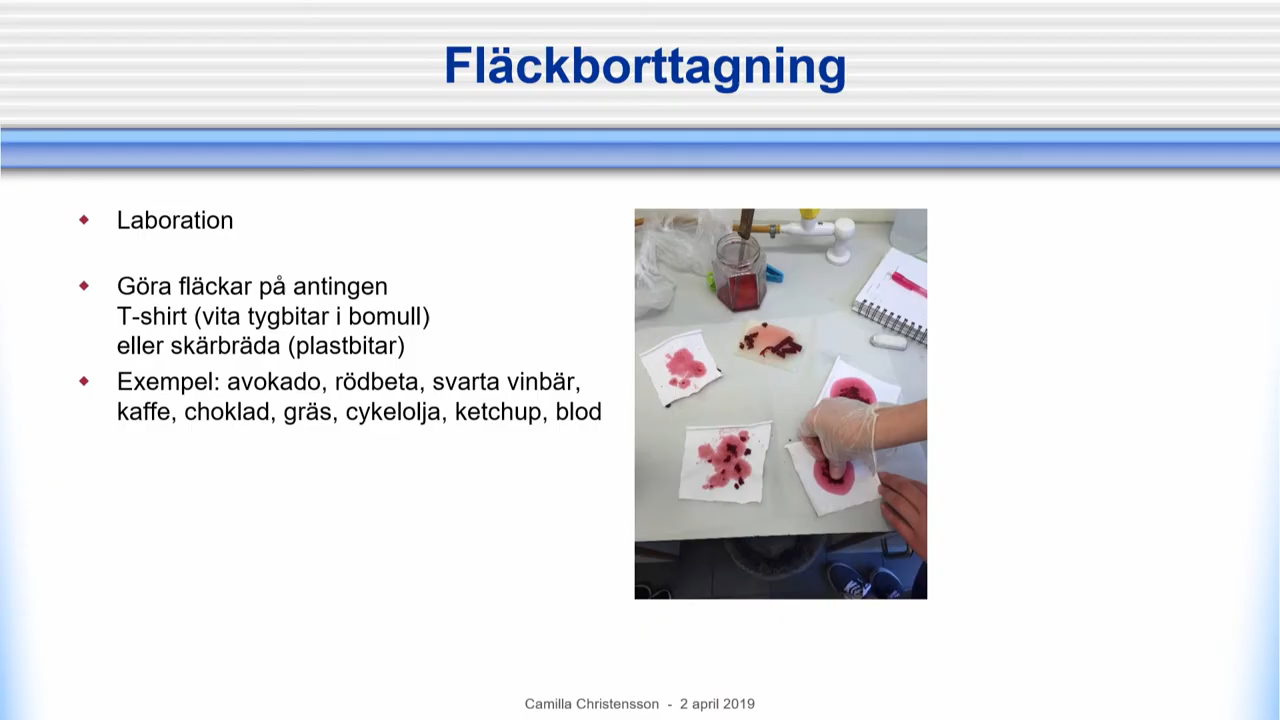 Fläckborttagning
Laboration
Göra fläckar på antingen
T-shirt (vita tygbitar i bomull)
eller skärbräda (plastbitar)
Exempel: avokado, rödbeta, svarta vinbär,
kaffe, choklad, gräs, cykelolja, ketchup, blod
Camilla Christensson - 2 april 2019